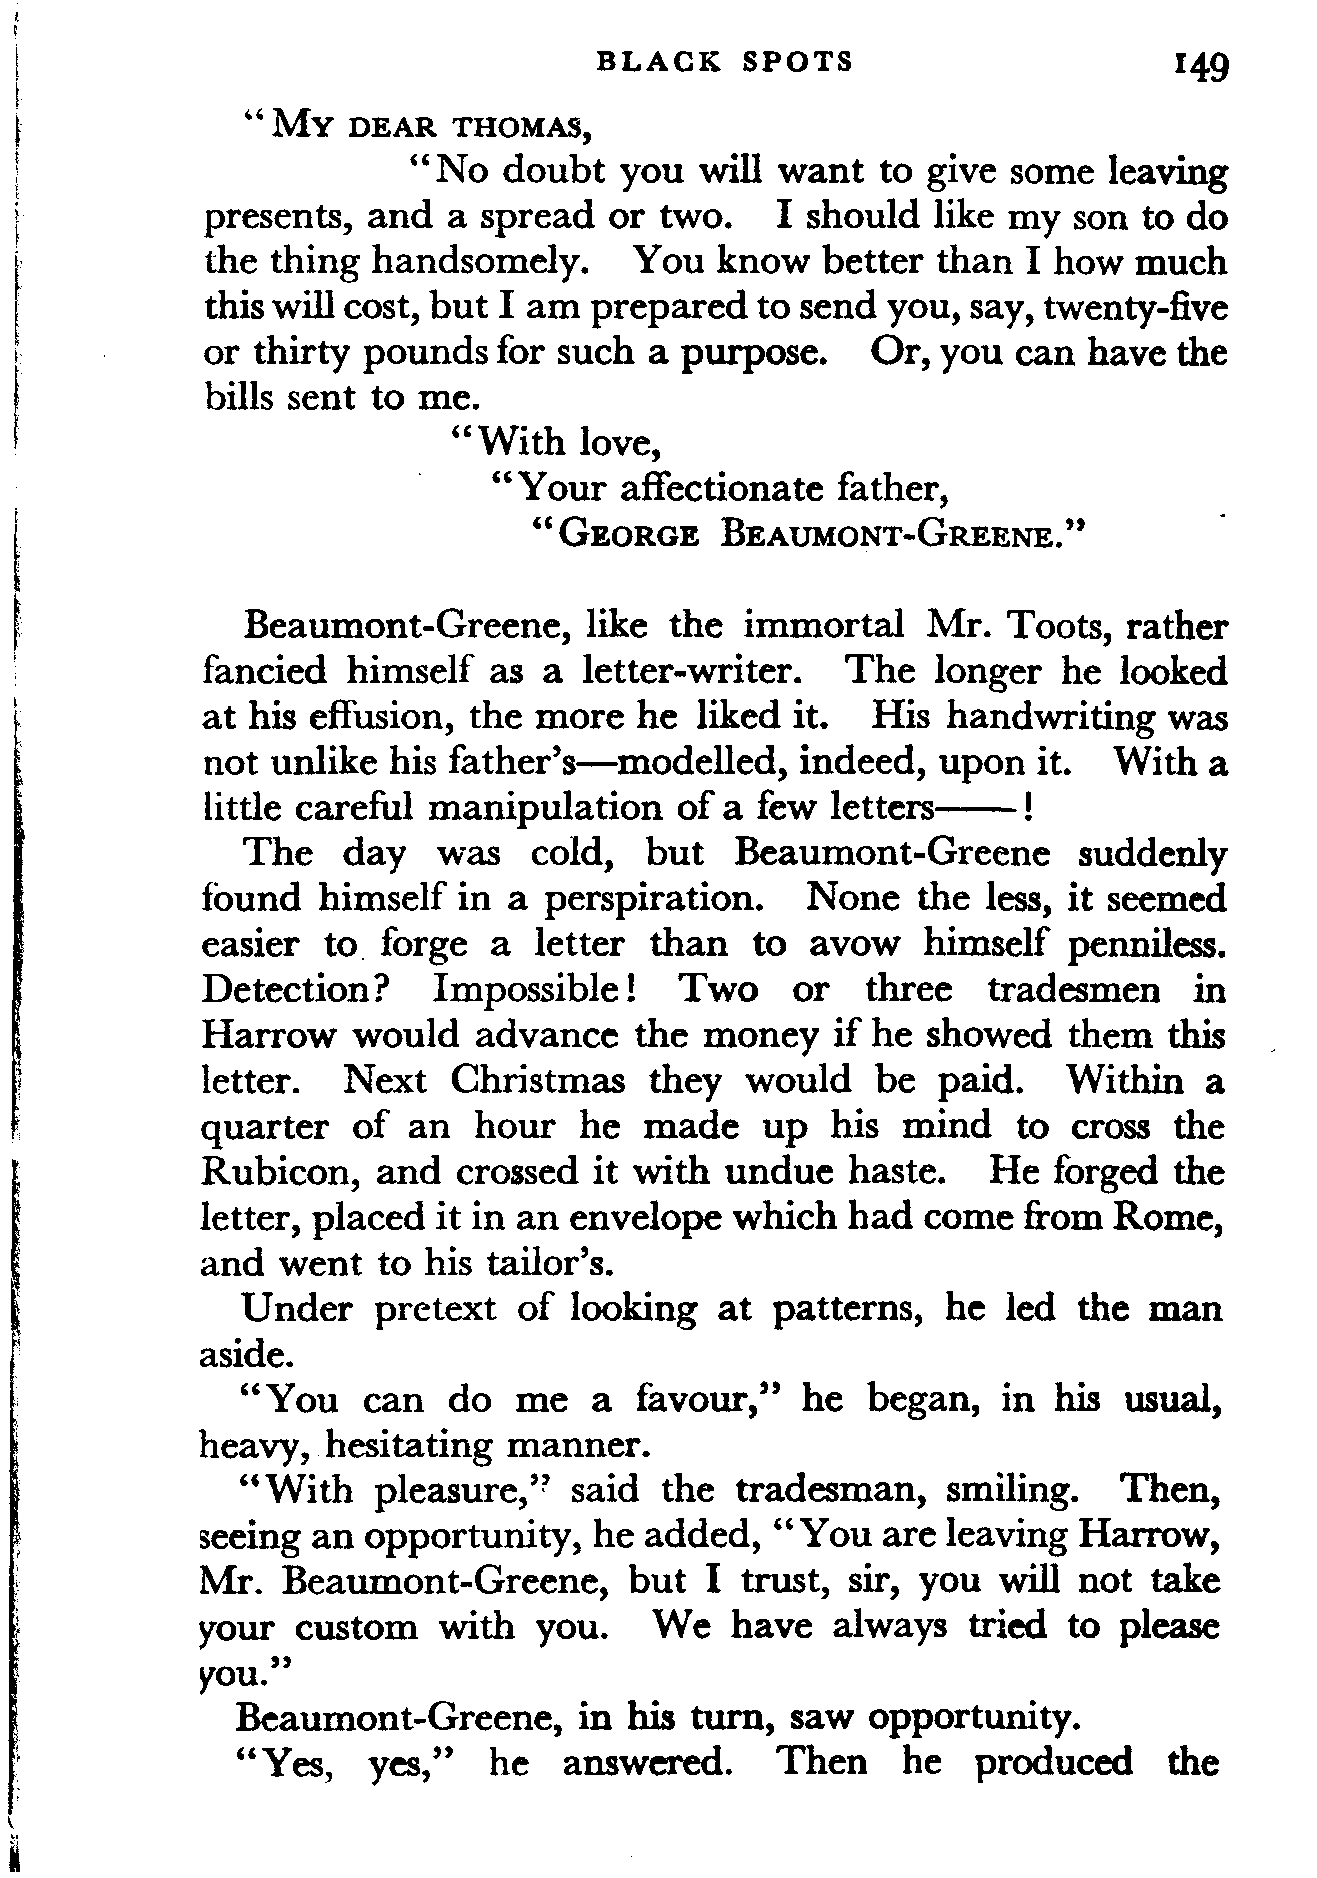 BLACK SPOTS 149
“My dear Thomas,
“No doubt you will want to give some leaving
presents, and a spread or two. I should like my son to do
the thing handsomely. You know better than I how much
this will cost, but I am prepared to send you, say, twenty-five
or thirty pounds for such a purpose. Or, you can have the
bills sent to me.
“With love,
“Your affectionate father,
“George Beaumont-Greene.”
Beaumont-Greene, like the immortal Mr. Toots, rather
fancied himself as a letter-writer. The longer he looked
at his effusion, the more he liked it. His handwriting was
not unlike his father’s—modelled, indeed, upon it. With a
little careful manipulation of a few letters——!
The day was cold, but Beaumont-Greene suddenly
found himself in a perspiration. None the less, it seemed
easier to forge a letter than to avow himself penniless.
Detection? Impossible! Two or three tradesmen in
Harrow would advance the money if he showed them this
letter. Next Christmas they would be paid. Within a
quarter of an hour he made up his mind to cross the
Rubicon, and crossed it with undue haste. He forged the
letter, placed it in an envelope which had come from Rome,
and went to his tailor’s.
Under pretext of looking at patterns, he led the man
aside.
“You can do me a favour,” he began, in his usual,
heavy, hesitating manner.
“With pleasure,” said the tradesman, smiling. Then,
seeing an opportunity, he added, “You are leaving Harrow,
Mr. Beaumont-Greene, but I trust, sir, you will not take
your custom with you. We have always tried to please
you.”
Beaumont-Greene, in his turn, saw opportunity.
“Yes, yes,” he answered. Then he produced the